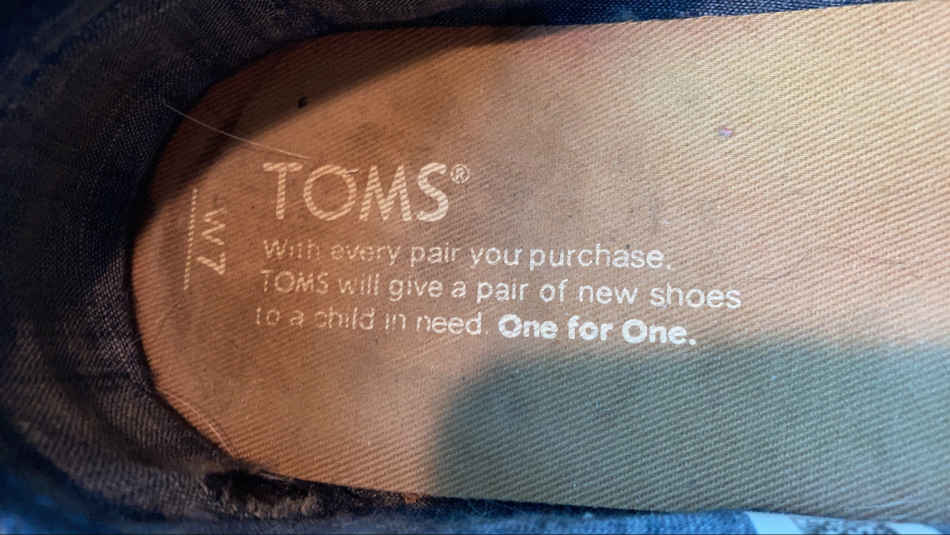 TOMS®
With every pair you purchase,
TOMS will give a pair of new shoes
to a child in need. One for One.
W7